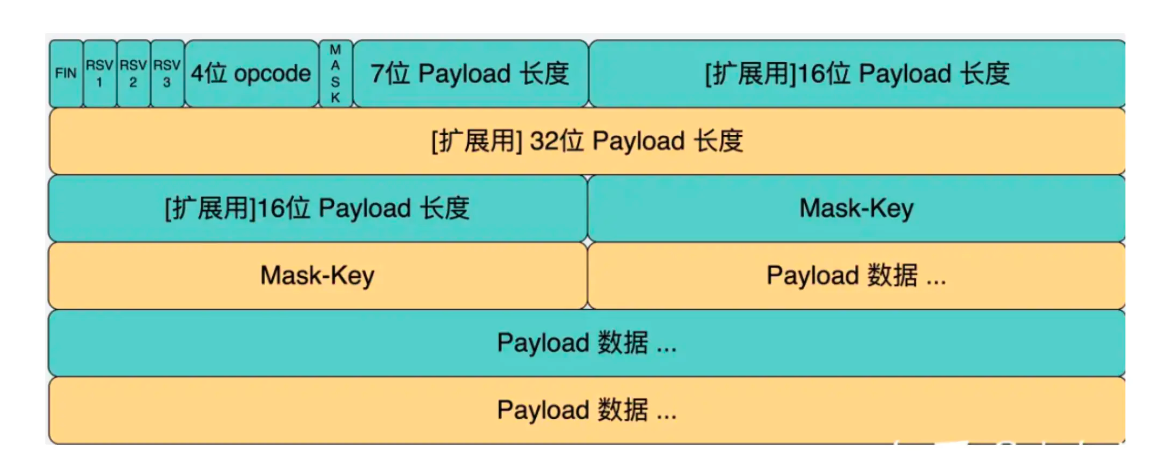 FIN RSV 1 RSV 2 RSV 3 4位 opcode MASK 7位 Payload 长度 [扩展用]16位 Payload 长度
[扩展用] 32位 Payload 长度
[扩展用]16位 Payload 长度 Mask-Key
Mask-Key Payload 数据 ...
Payload 数据 ...
Payload 数据 ...